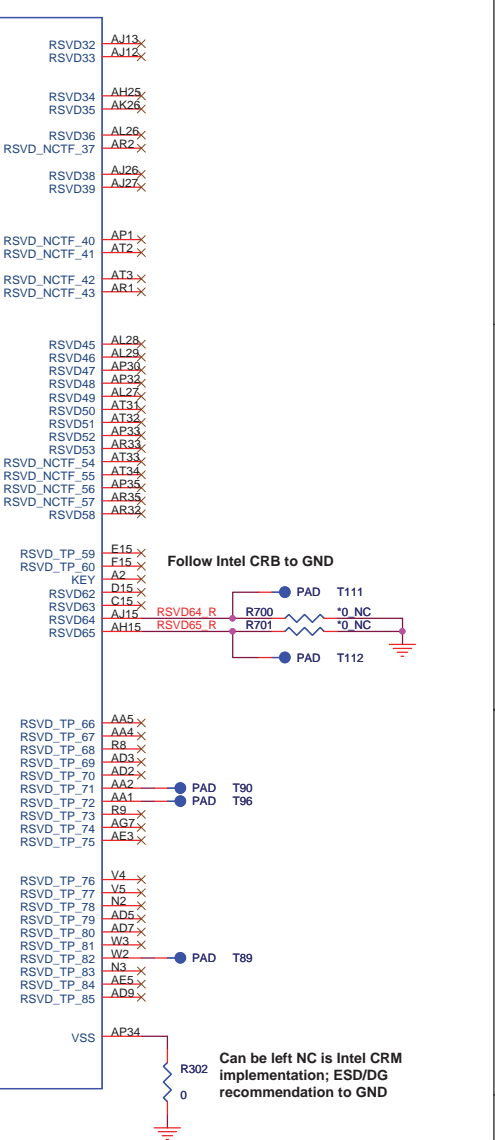 RSVD32 AJ13
RSVD33 AJ12
RSVD34 AH25
RSVD35 AK26
RSVD36 AL26
RSVD_NCTF_37 AR2
RSVD38 AJ26
RSVD39 AJ27
RSVD_NCTF_40 AP1
RSVD_NCTF_41 AT2
RSVD_NCTF_42 AT3
RSVD_NCTF_43 AR1
RSVD45 AL28
RSVD46 AL29
RSVD47 AP30
RSVD48 AP32
RSVD49 AL27
RSVD50 AT31
RSVD51 AT32
RSVD52 AP33
RSVD53 AR33
RSVD_NCTF_54 AT33
RSVD_NCTF_55 AT34
RSVD_NCTF_56 AP35
RSVD_NCTF_57 AR35
RSVD58 AR32
RSVD_TP_59 E15
RSVD_TP_60 F15
Follow Intel CRB to GND
KEY A2
RSVD62 D15
RSVD63 C15
PAD T111
RSVD64 AJ15 RSVD64_R R700 *0_NC
RSVD65 AH15 RSVD65_R R701 *0_NC
PAD T112
RSVD_TP_66 AA5
RSVD_TP_67 AA4
RSVD_TP_68 R8
RSVD_TP_69 AD3
RSVD_TP_70 AD2
RSVD_TP_71 AA2 PAD T90
RSVD_TP_72 AA1 PAD T96
RSVD_TP_73 R9
RSVD_TP_74 AG7
RSVD_TP_75 AE3
RSVD_TP_76 V4
RSVD_TP_77 V5
RSVD_TP_78 N2
RSVD_TP_79 AD5
RSVD_TP_80 AD7
RSVD_TP_81 W3
RSVD_TP_82 W2 PAD T89
RSVD_TP_83 N3
RSVD_TP_84 AE5
RSVD_TP_85 AD9
VSS AP34
R302
0
Can be left NC is Intel CRM
implementation; ESD/DG
recommendation to GND